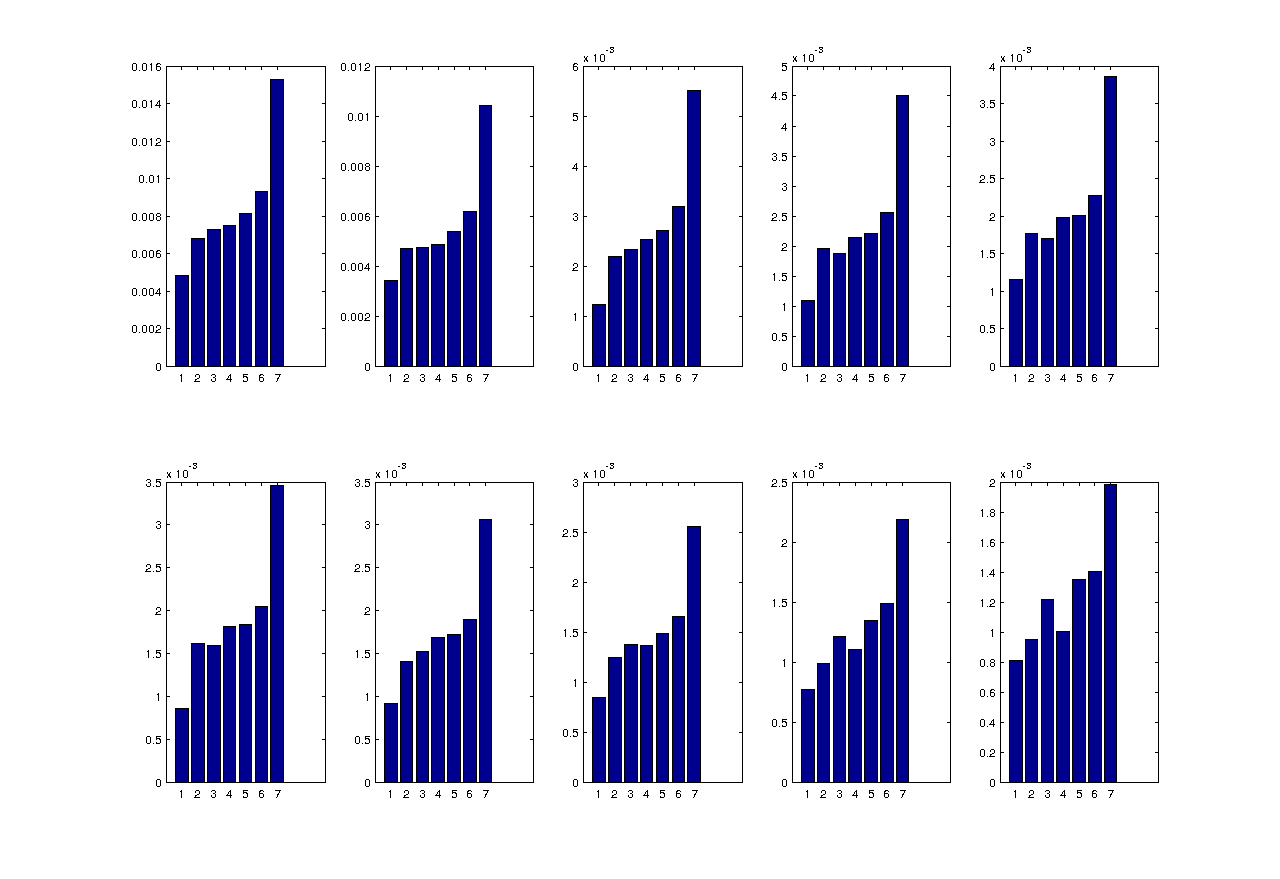 x 10^-3 x 10^-3 x 10^-3
0.016 0.012 6 5 4
0.014 4.5 3.5
0.012 0.01 5 4 3
0.01 0.008 4 3.5 2.5
0.008 0.006 3 3 2
0.006 0.004 2 2.5 1.5
0.004 0.002 1 2 1
0.002 1.5 0.5
1
0.5
0 0 0 0 0
1 2 3 4 5 6 7 1 2 3 4 5 6 7 1 2 3 4 5 6 7 1 2 3 4 5 6 7 1 2 3 4 5 6 7
x 10^-3 x 10^-3 x 10^-3 x 10^-3 x 10^-3
3.5 3.5 3 2.5 2
3 3 2.5 2 1.8
2.5 2.5 2 1.5 1.6
2 2 1.5 1 1.4
1.5 1.5 1 0.5 1.2
1 1 0.5 1
0.5 0.5 0.8
0.6
0.4
0.2
0 0 0 0 0
1 2 3 4 5 6 7 1 2 3 4 5 6 7 1 2 3 4 5 6 7 1 2 3 4 5 6 7 1 2 3 4 5 6 7